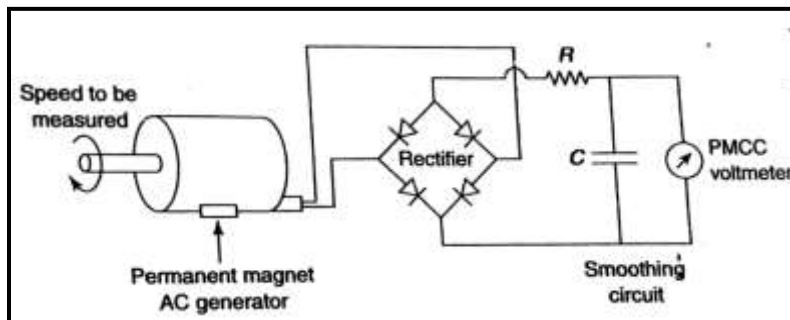 Speed to be
measured
R
Rectifier
C
PMCC
voltmeter
Permanent magnet
AC generator
Smoothing
circuit